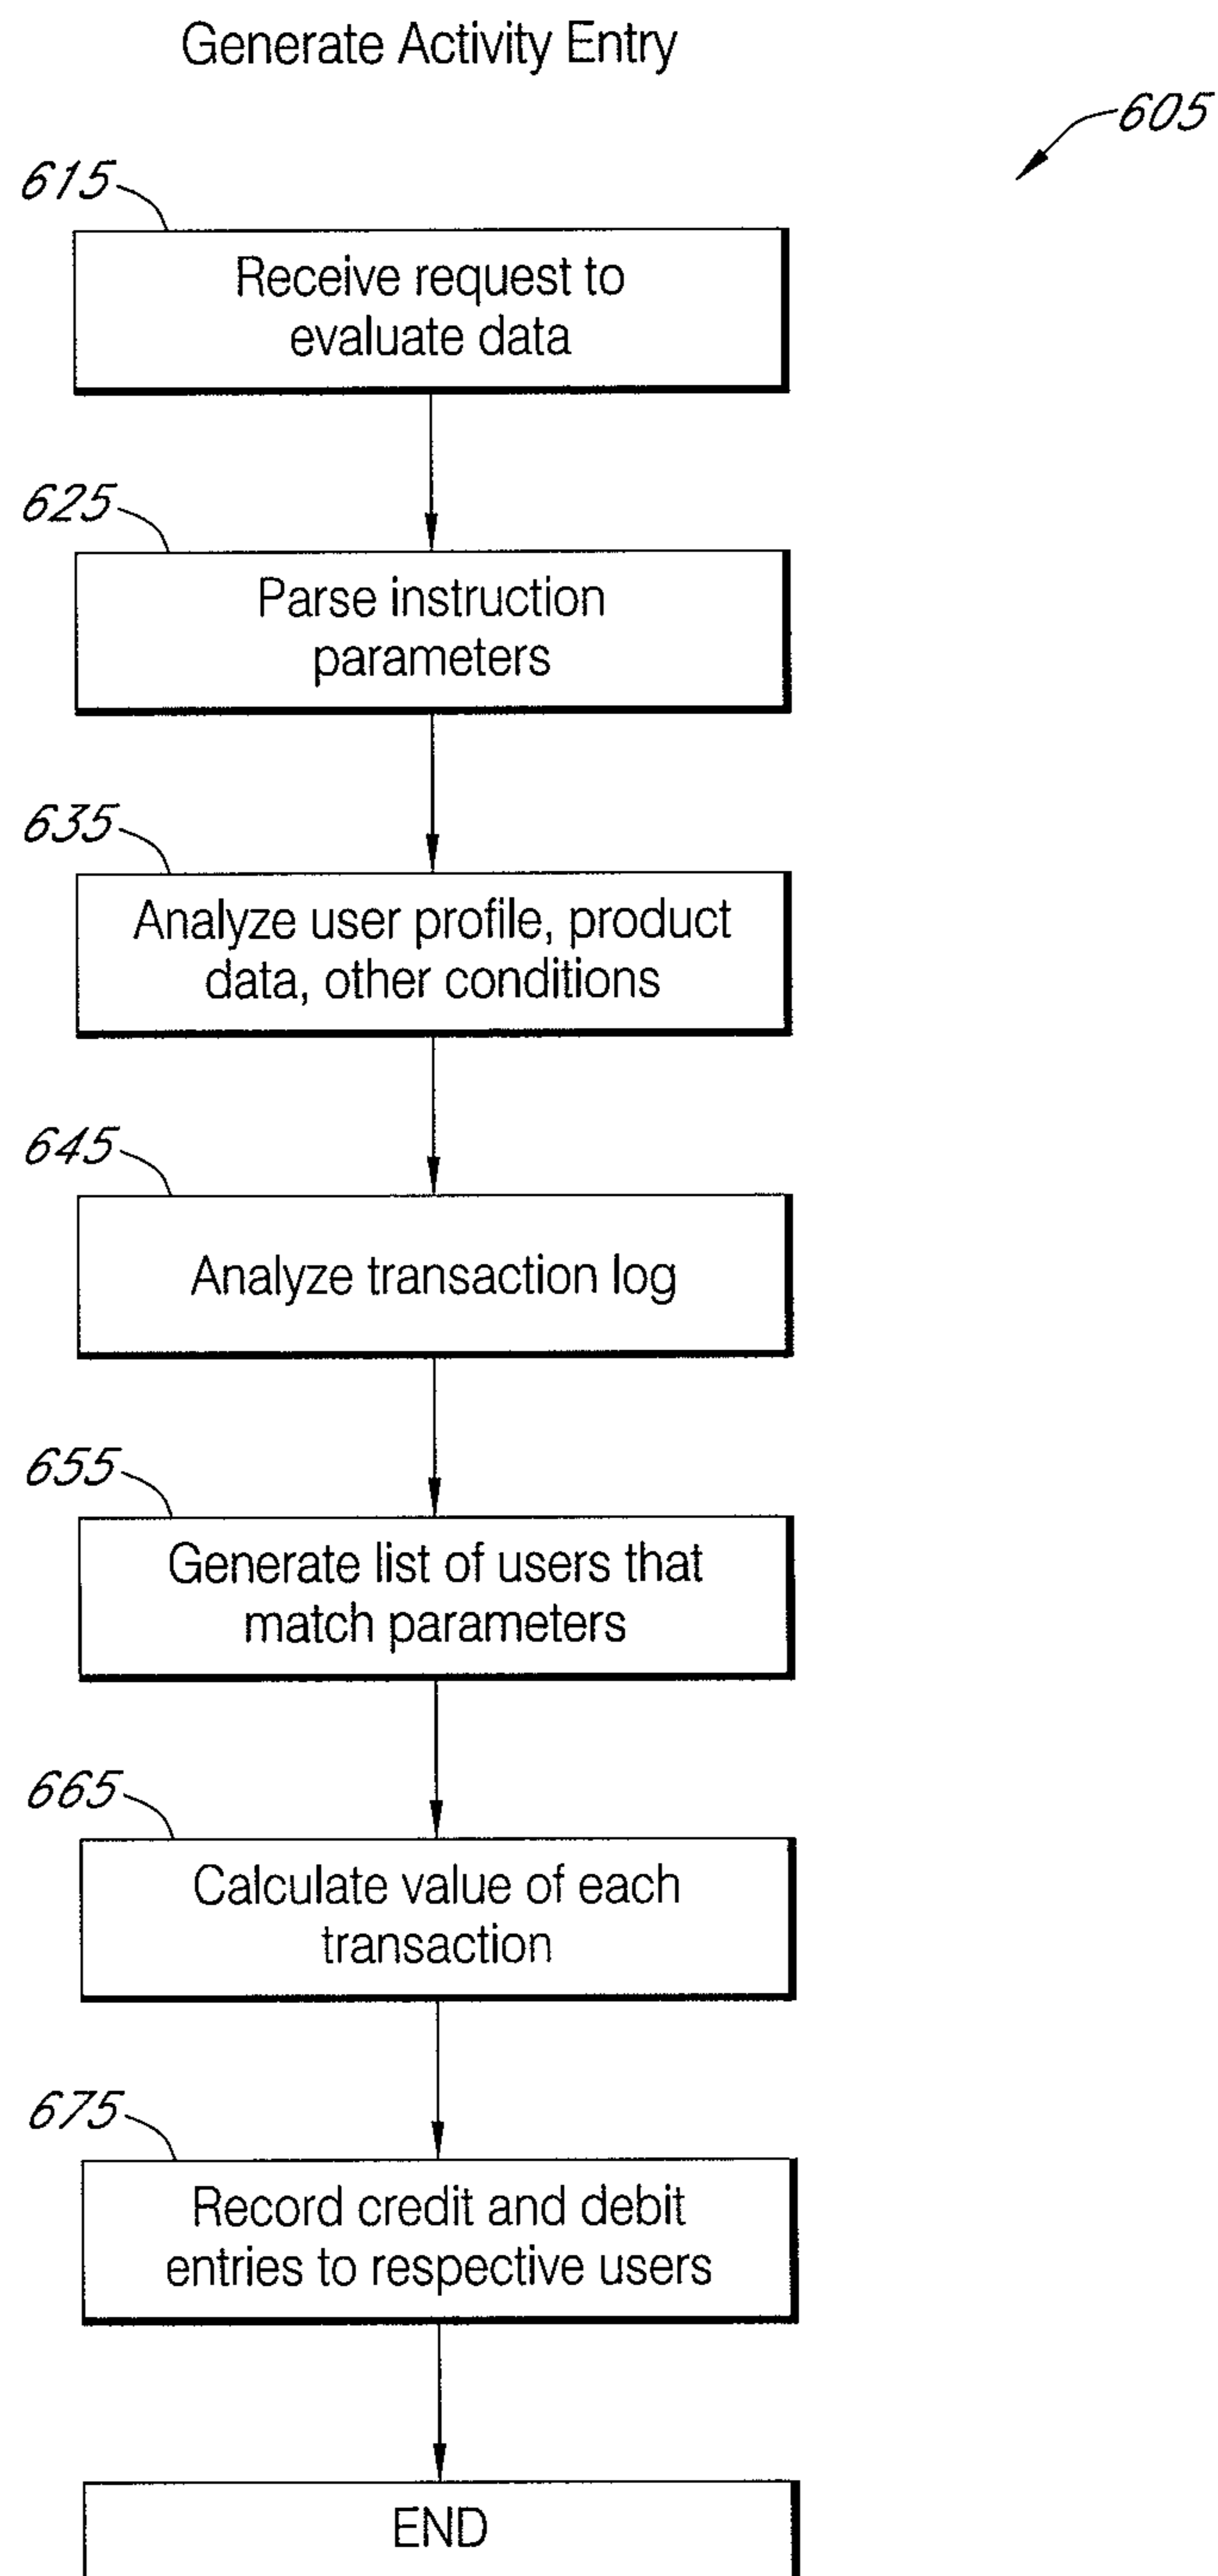 Generate Activity Entry
605
615
Receive request to
evaluate data
625
Parse instruction
parameters
635
Analyze user profile, product
data, other conditions
645
Analyze transaction log
655
Generate list of users that
match parameters
665
Calculate value of each
transaction
675
Record credit and debit
entries to respective users
END